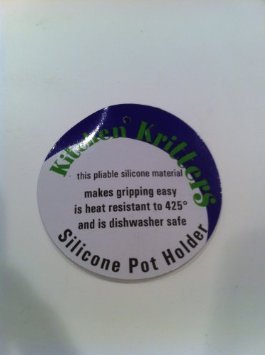 Kitchen Kritters
this pliable silicone material
makes gripping easy
is heat resistant to 425°
and is dishwasher safe
Silicone Pot Holder